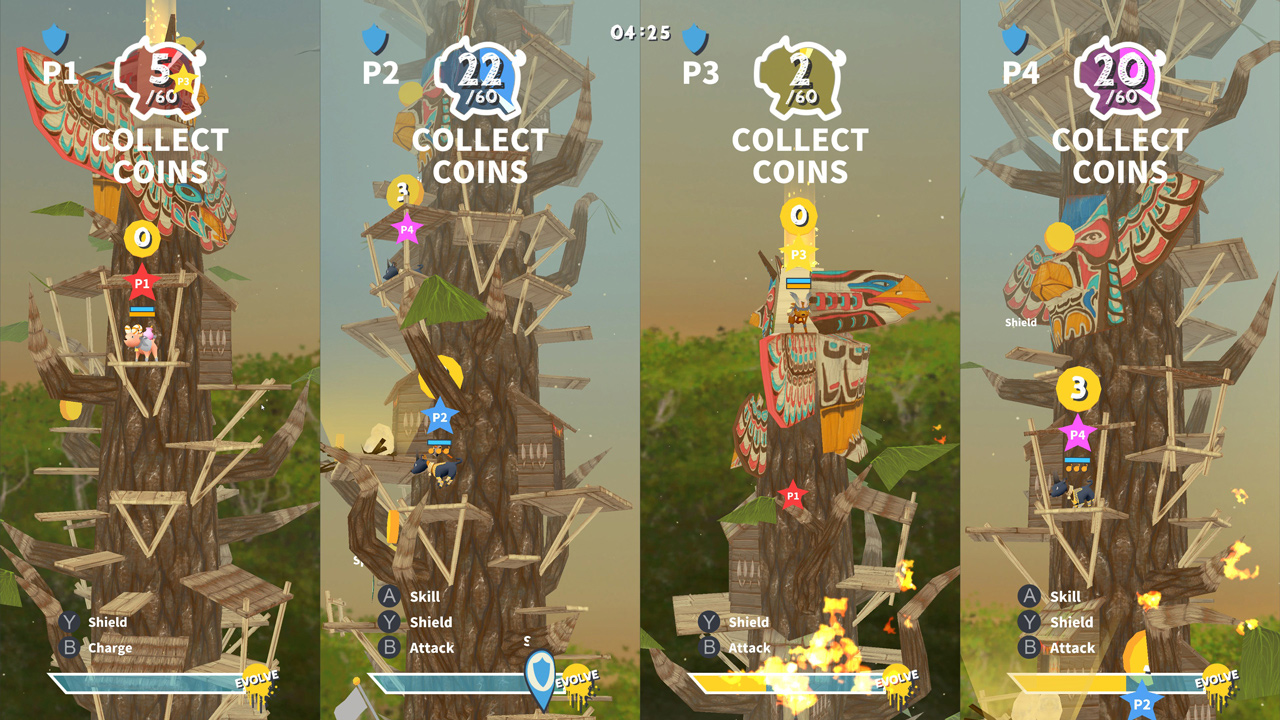 04:25
P1
5
/60
P3
COLLECT
COINS
0
P1
Y Shield
B Charge
EVOLVE
P2
22
/60
COLLECT
COINS
3
P4
P2
A Skill
Y Shield
B Attack
S
EVOLVE
P3
2
/60
COLLECT
COINS
0
P3
P1
Y Shield
B Attack
EVOLVE
P4
20
/60
COLLECT
COINS
Shield
3
P4
A Skill
Y Shield
B Attack
EVOLVE
P2